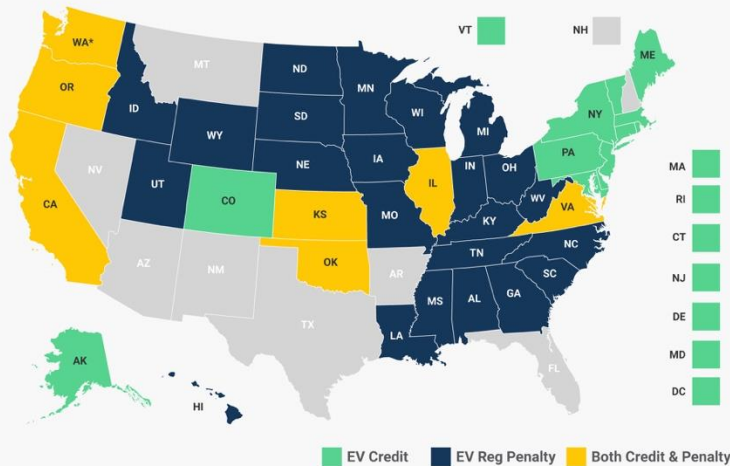 WA*
OR
CA
NV
ID
MT
WY
UT
AZ
CO
NM
ND
SD
NE
KS
OK
TX
MN
IA
MO
AR
LA
WI
IL
MI
IN
OH
KY
TN
MS
AL
GA
FL
SC
NC
VA
WV
PA
NY
ME
VT
NH
MA
RI
CT
NJ
DE
MD
DC
AK
HI
EV Credit
EV Reg Penalty
Both Credit & Penalty